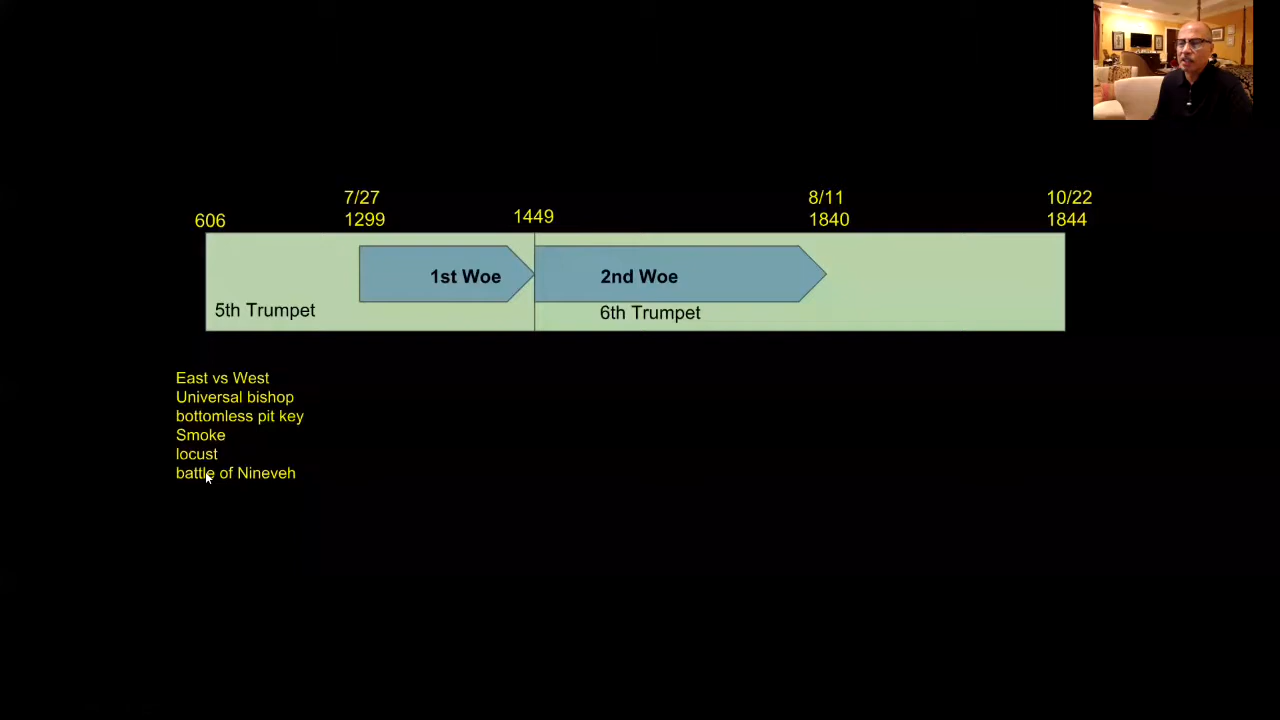 7/27
8/11
10/22
606
1299
1449
1840
1844
1st Woe
2nd Woe
5th Trumpet
6th Trumpet
East vs West
Universal bishop
bottomless pit key
Smoke
locust
battle of Nineveh